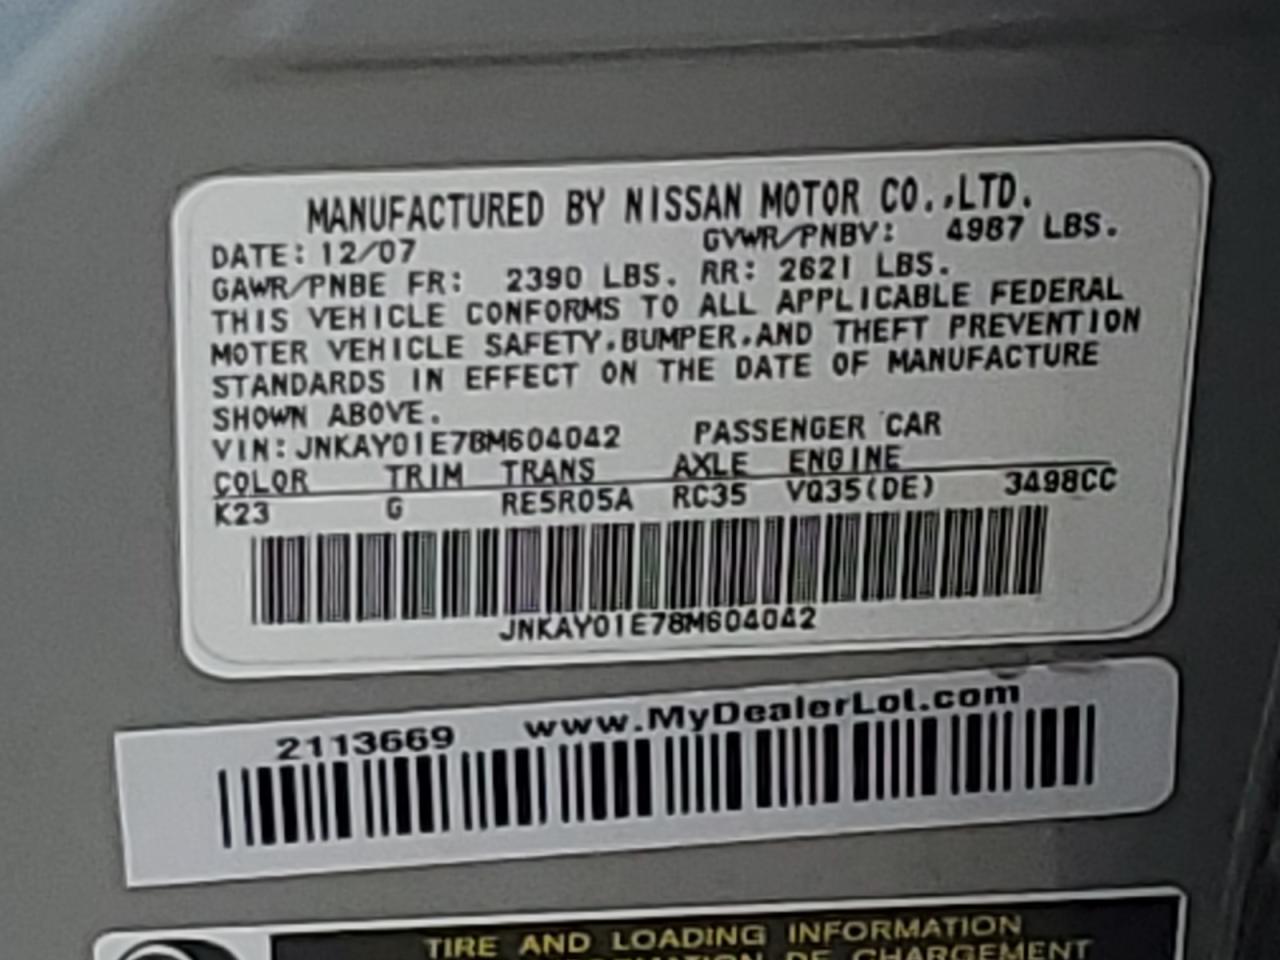 MANUFACTURED BY NISSAN MOTOR CO.,LTD.
DATE: 12/07 GVWR/PNBV: 4987 LBS.
GAWR/PNBE FR: 2390 LBS. RR: 2621 LBS.
THIS VEHICLE CONFORMS TO ALL APPLICABLE FEDERAL
MOTER VEHICLE SAFETY,BUMPER,AND THEFT PREVENTION
STANDARDS IN EFFECT ON THE DATE OF MANUFACTURE
SHOWN ABOVE.
VIN: JNKAY01E78M604042 PASSENGER CAR
COLOR TRIM TRANS AXLE ENGINE
K23 G RE5R05A RC35 VQ35(DE) 3498CC
JNKAY01E78M604042
2113669 www.MyDealerLot.com
TIRE AND LOADING INFORMATION
DE CHARGEMENT